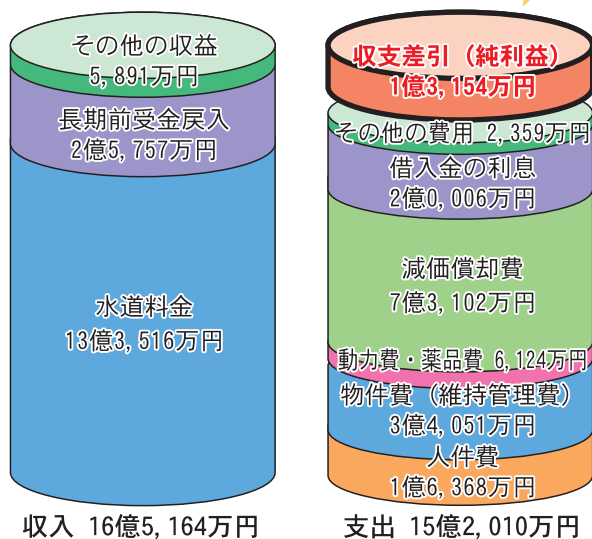 その他の収益
5,891万円
長期前受金戻入
2億5,757万円
水道料金
13億3,516万円
収入 16億5,164万円
収支差引（純利益）
1億3,154万円
その他の費用 2,359万円
借入金の利息
2億0,006万円
減価償却費
7億3,102万円
動力費・薬品費 6,124万円
物件費（維持管理費）
3億4,051万円
人件費
1億6,368万円
支出 15億2,010万円